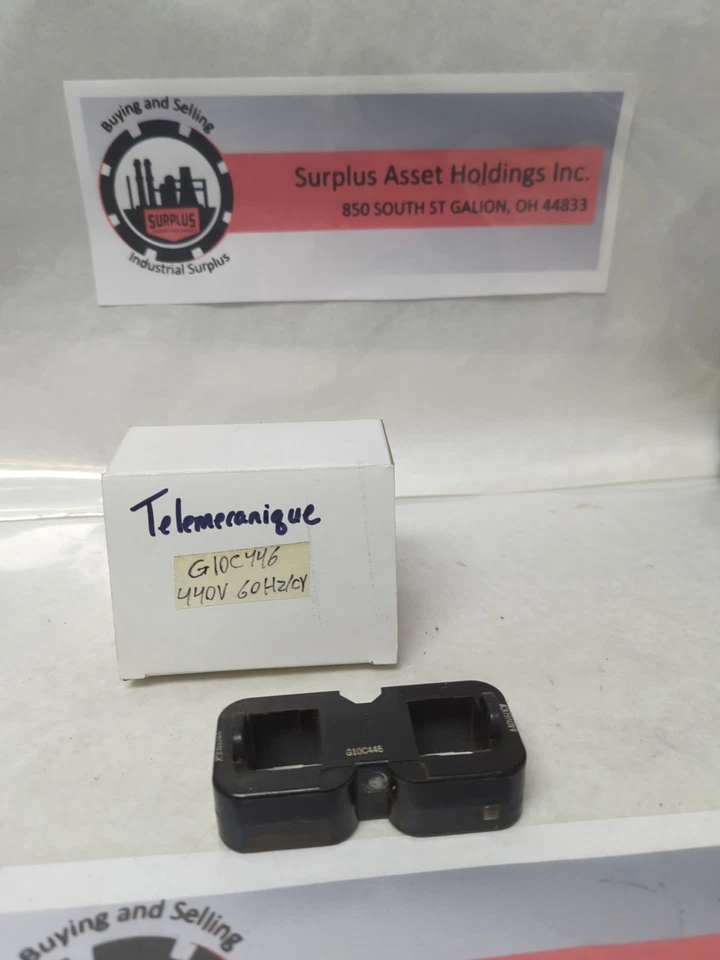 Buying and Selling
SURPLUS
Industrial Surplus
Surplus Asset Holdings Inc.
850 SOUTH ST GALION, OH 44833
Telemecanique
G10C446
440V 60HZ/CY
G10C446
Buying and Selling